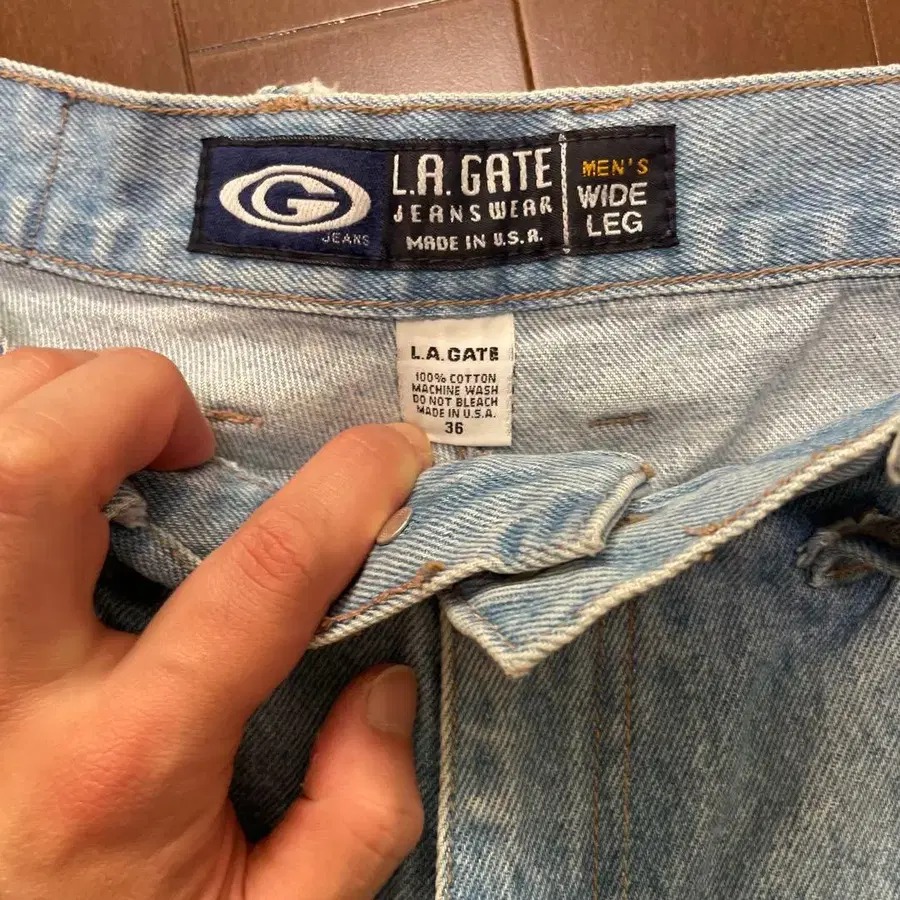 G
JEANS
L.A. GATE
JEANSWEAR
MADE IN U.S.A.
MEN'S
WIDE
LEG
L.A. GATE
100% COTTON
MACHINE WASH
DO NOT BLEACH
MADE IN U.S.A.
36